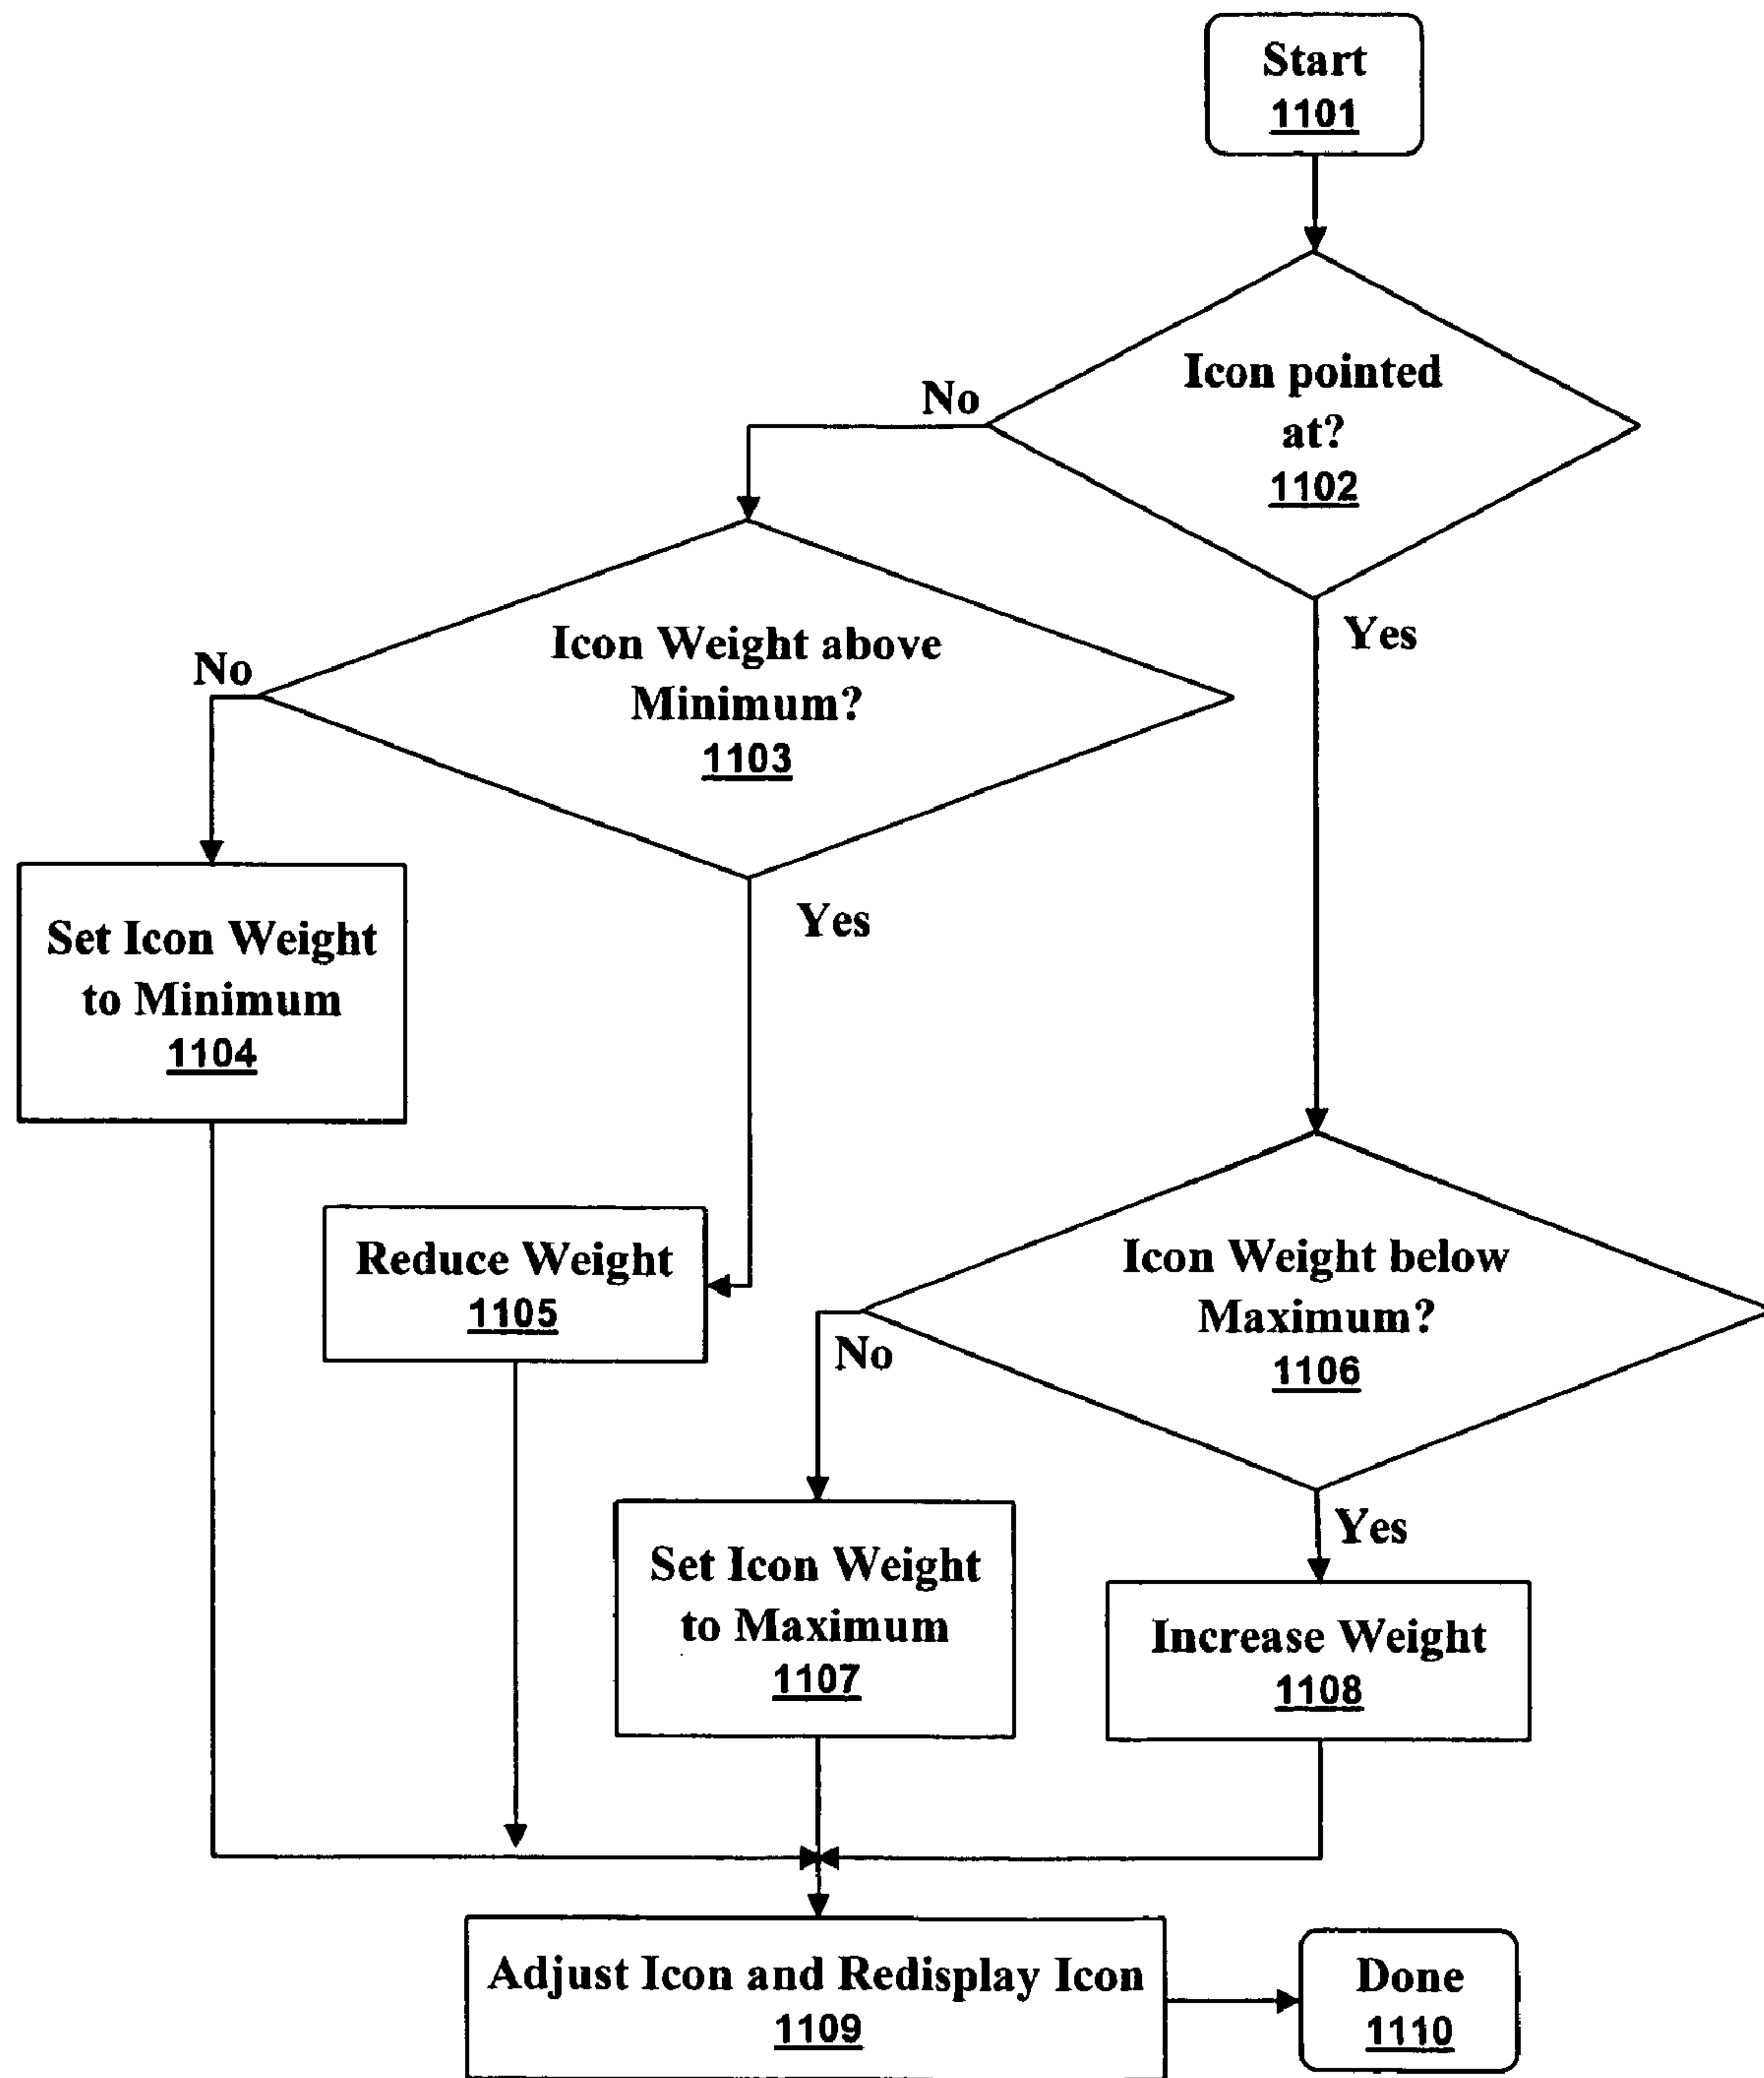 Start
1101
Icon pointed
at?
1102
No
Yes
Icon Weight above
Minimum?
1103
No
Yes
Set Icon Weight
to Minimum
1104
Reduce Weight
1105
Icon Weight below
Maximum?
1106
No
Yes
Set Icon Weight
to Maximum
1107
Increase Weight
1108
Adjust Icon and Redisplay Icon
1109
Done
1110